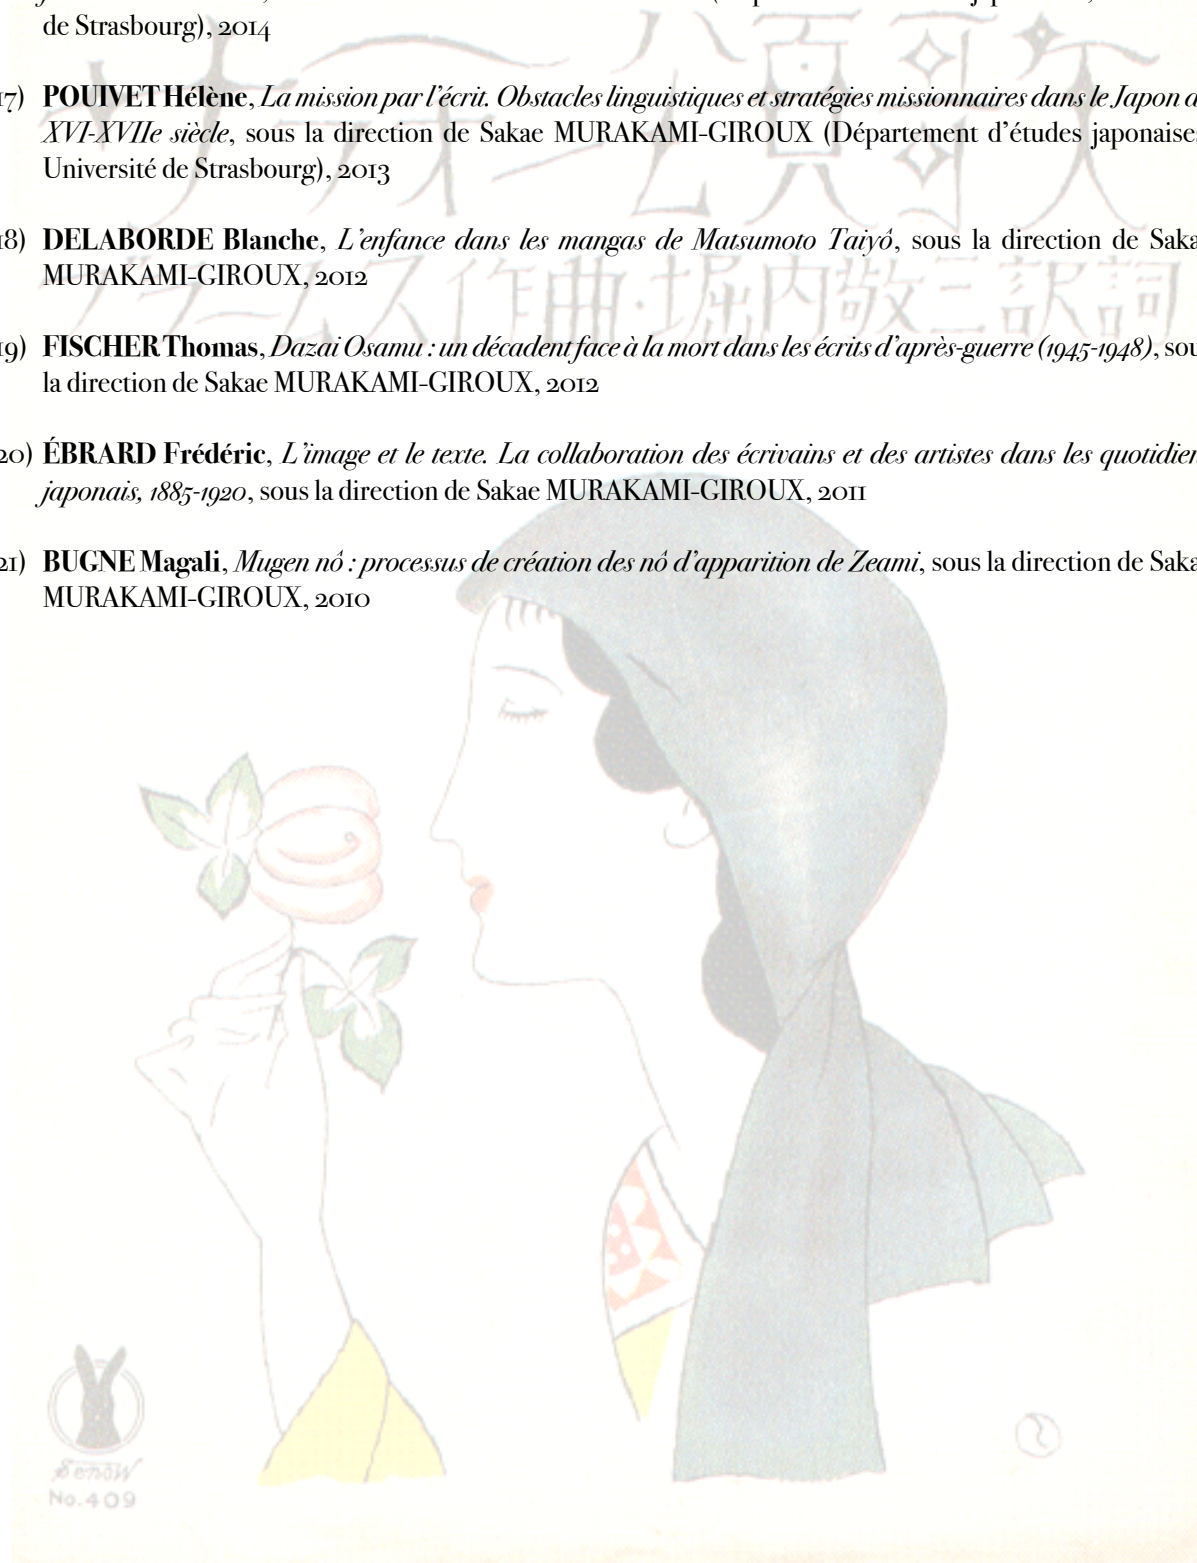 de Strasbourg), 2014
17) POUIVET Hélène, La mission par l’écrit. Obstacles linguistiques et stratégies missionnaires dans le Japon d
XVI-XVIIe siècle, sous la direction de Sakae MURAKAMI-GIROUX (Département d’études japonaises
Université de Strasbourg), 2013
18) DELABORDE Blanche, L’enfance dans les mangas de Matsumoto Taiyô, sous la direction de Saka
MURAKAMI-GIROUX, 2012
ブラームス作曲・堀内敬三訳詞
19) FISCHER Thomas, Dazai Osamu : un décadent face à la mort dans les écrits d’après-guerre (1945-1948), sou
la direction de Sakae MURAKAMI-GIROUX, 2012
20) ÉBRARD Frédéric, L’image et le texte. La collaboration des écrivains et des artistes dans les quotidien
japonais, 1885-1920, sous la direction de Sakae MURAKAMI-GIROUX, 2011
21) BUGNE Magali, Mugen nô : processus de création des nô d’apparition de Zeami, sous la direction de Saka
MURAKAMI-GIROUX, 2010
Senow
No.409